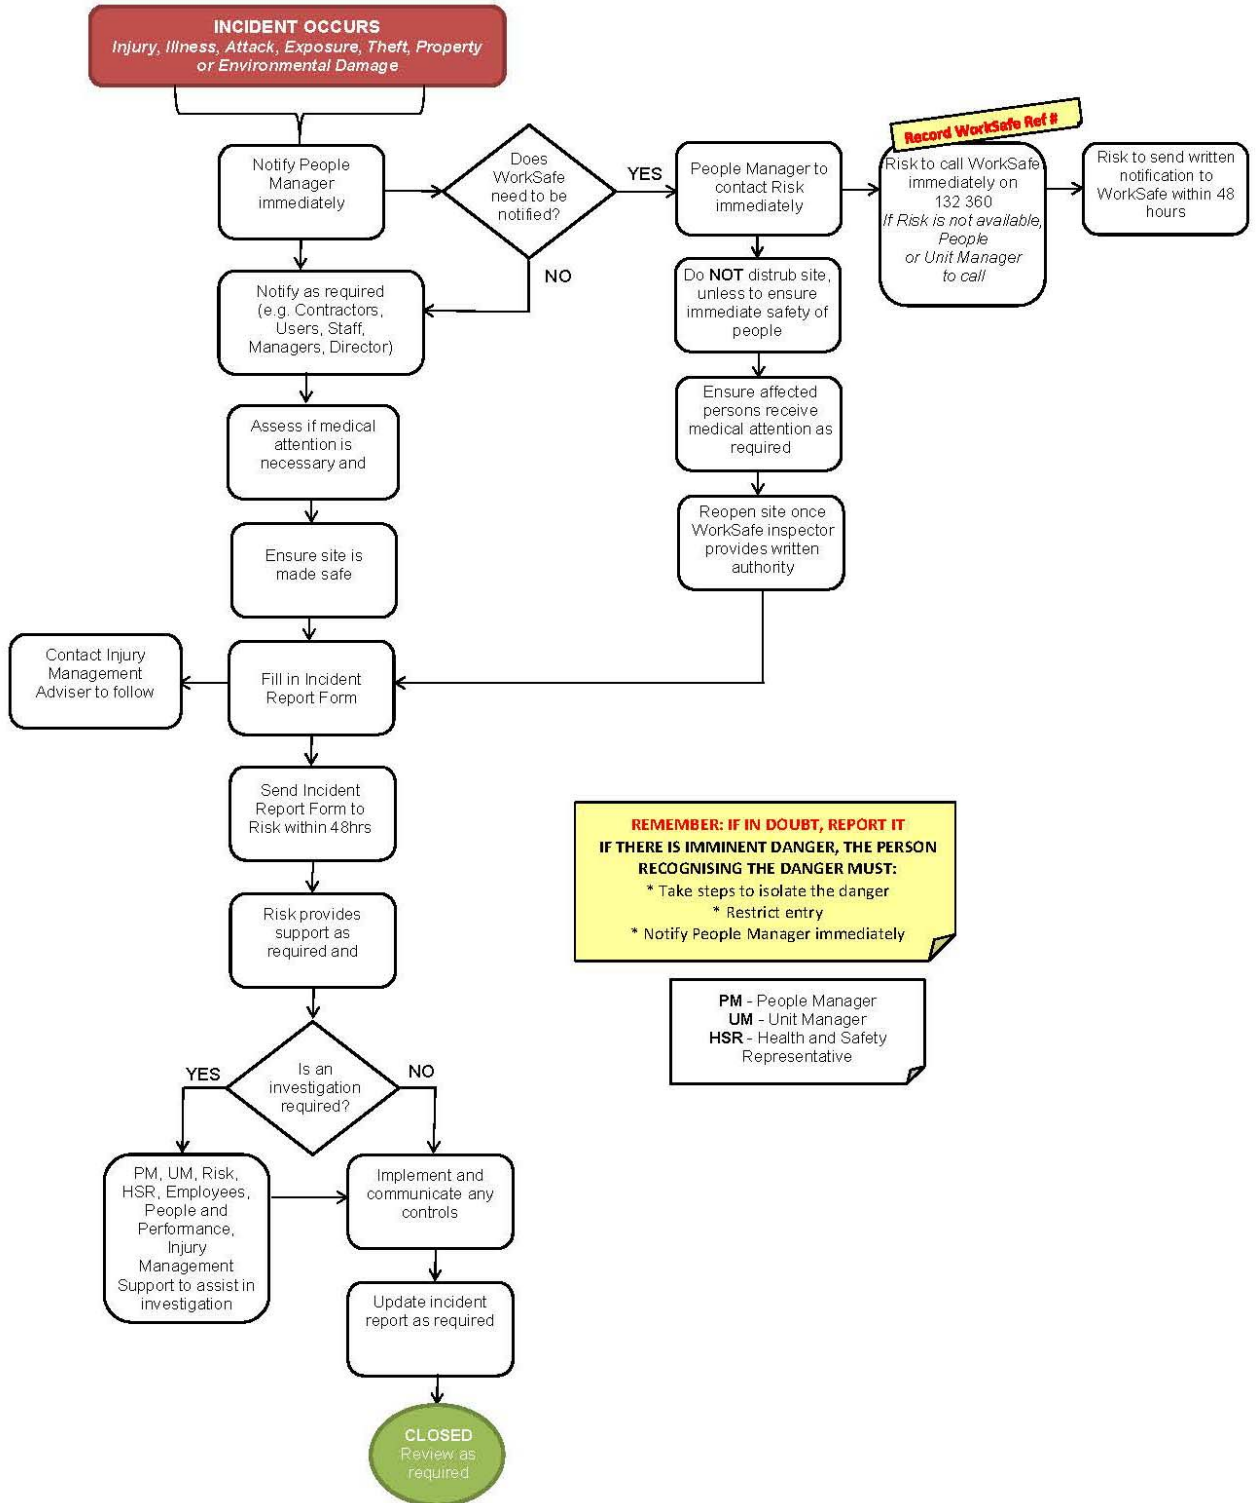 INCIDENT OCCURS
Injury, Illness, Attack, Exposure, Theft, Property
or Environmental Damage
Notify People
Manager
immediately
Does
WorkSafe
need to be
notified?
YES
NO
People Manager to
contact Risk
immediately
Record WorkSafe Ref #
Risk to call WorkSafe
immediately on
132 360
If Risk is not available,
People
or Unit Manager
to call
Risk to send written
notification to
WorkSafe within 48
hours
Notify as required
(e.g. Contractors,
Users, Staff,
Managers, Director)
Do NOT distrub site,
unless to ensure
immediate safety of
people
Assess if medical
attention is
necessary and
Ensure affected
persons receive
medical attention as
required
Ensure site is
made safe
Reopen site once
WorkSafe inspector
provides written
authority
Contact Injury
Management
Adviser to follow
Fill in Incident
Report Form
Send Incident
Report Form to
Risk within 48hrs
REMEMBER: IF IN DOUBT, REPORT IT
IF THERE IS IMMINENT DANGER, THE PERSON
RECOGNISING THE DANGER MUST:
* Take steps to isolate the danger
* Restrict entry
* Notify People Manager immediately
Risk provides
support as
required and
PM - People Manager
UM - Unit Manager
HSR - Health and Safety
Representative
Is an
investigation
required?
YES
NO
PM, UM, Risk,
HSR, Employees,
People and
Performance,
Injury
Management
Support to assist in
investigation
Implement and
communicate any
controls
Update incident
report as required
CLOSED
Review as
required